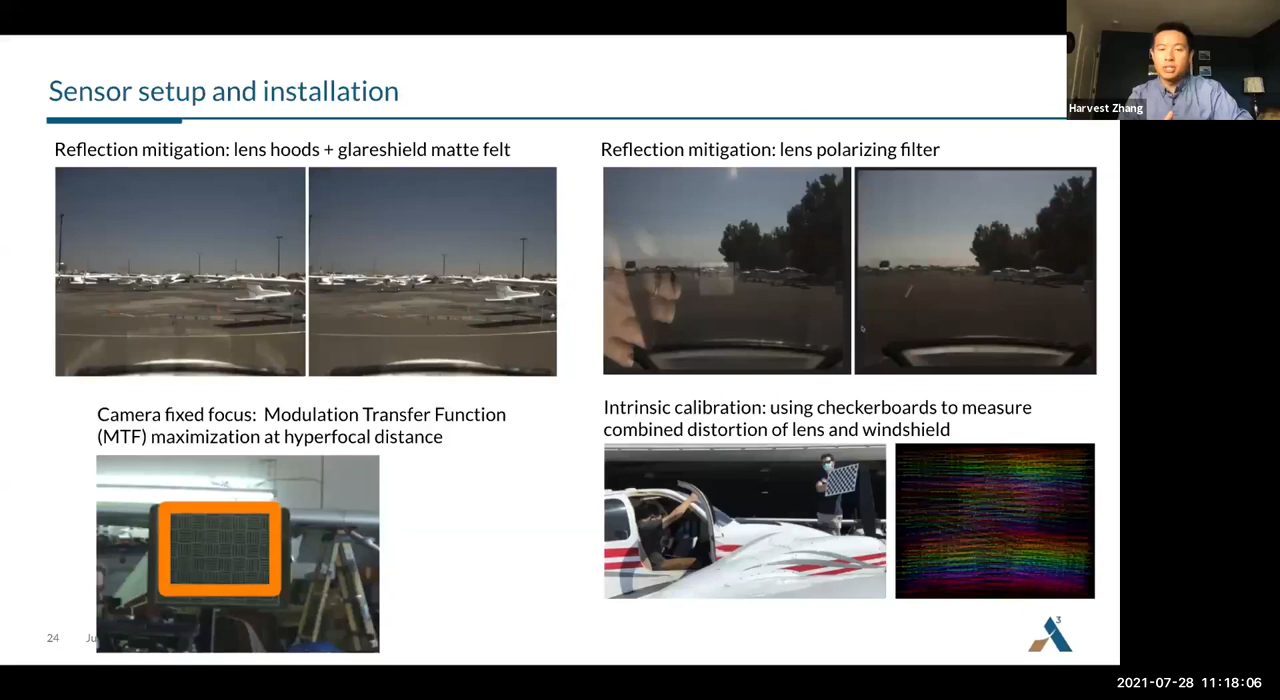 Harvest Zhang
Sensor setup and installation
Reflection mitigation: lens hoods + glareshield matte felt
Reflection mitigation: lens polarizing filter
Camera fixed focus: Modulation Transfer Function
(MTF) maximization at hyperfocal distance
Intrinsic calibration: using checkerboards to measure
combined distortion of lens and windshield
24
Ju
3
2021-07-28 11:18:06